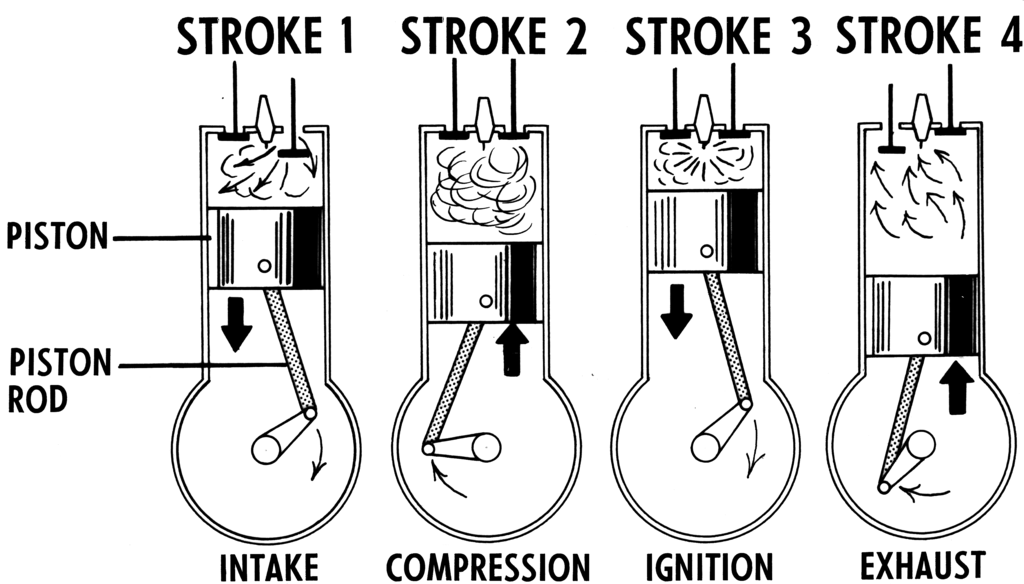 STROKE 1 STROKE 2 STROKE 3 STROKE 4
PISTON
PISTON
ROD
INTAKE COMPRESSION IGNITION EXHAUST